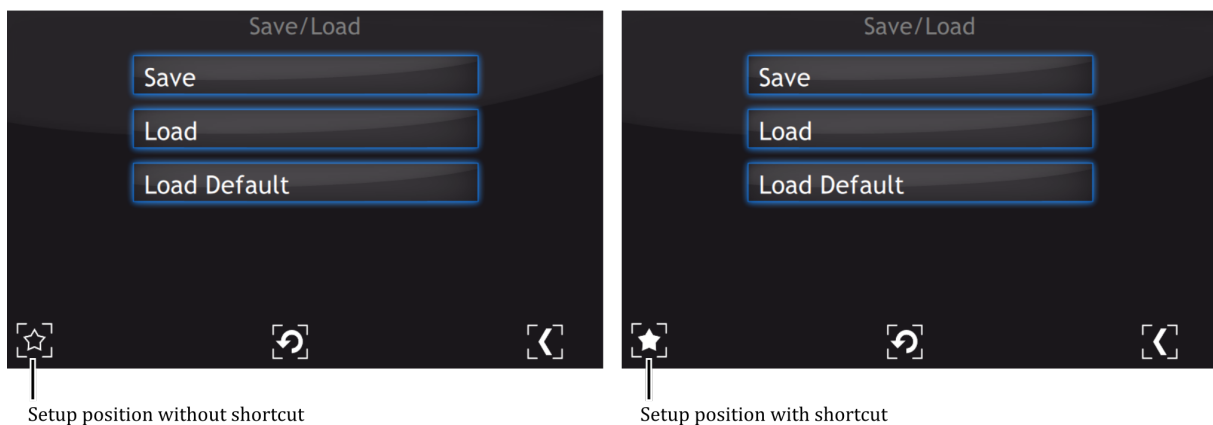 Save/Load
Save
Load
Load Default
Setup position without shortcut
Save/Load
Save
Load
Load Default
Setup position with shortcut